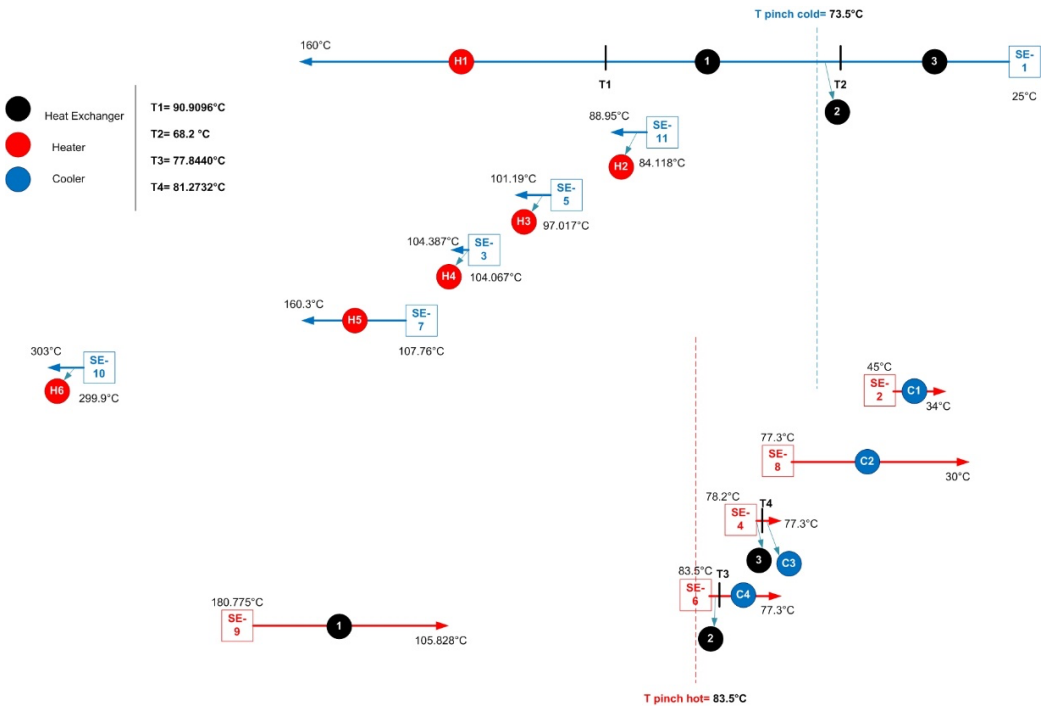 T pinch cold= 73.5°C
160°C
H1
1
3
SE-
1
T1
T2
25°C
2
Heat Exchanger
Heater
Cooler
T1= 90.9096°C
T2= 68.2 °C
T3= 77.8440°C
T4= 81.2732°C
88.95°C
SE-
11
H2
84.118°C
101.19°C
SE-
5
H3
97.017°C
104.387°C
SE-
3
H4
104.067°C
160.3°C
H5
SE-
7
107.76°C
303°C
SE-
10
H6
299.9°C
45°C
SE-
2
C1
34°C
77.3°C
SE-
8
C2
30°C
78.2°C
T4
SE-
4
77.3°C
3
C3
83.5°C
T3
SE-
6
C4
77.3°C
2
180.775°C
SE-
9
1
105.828°C
T pinch hot= 83.5°C